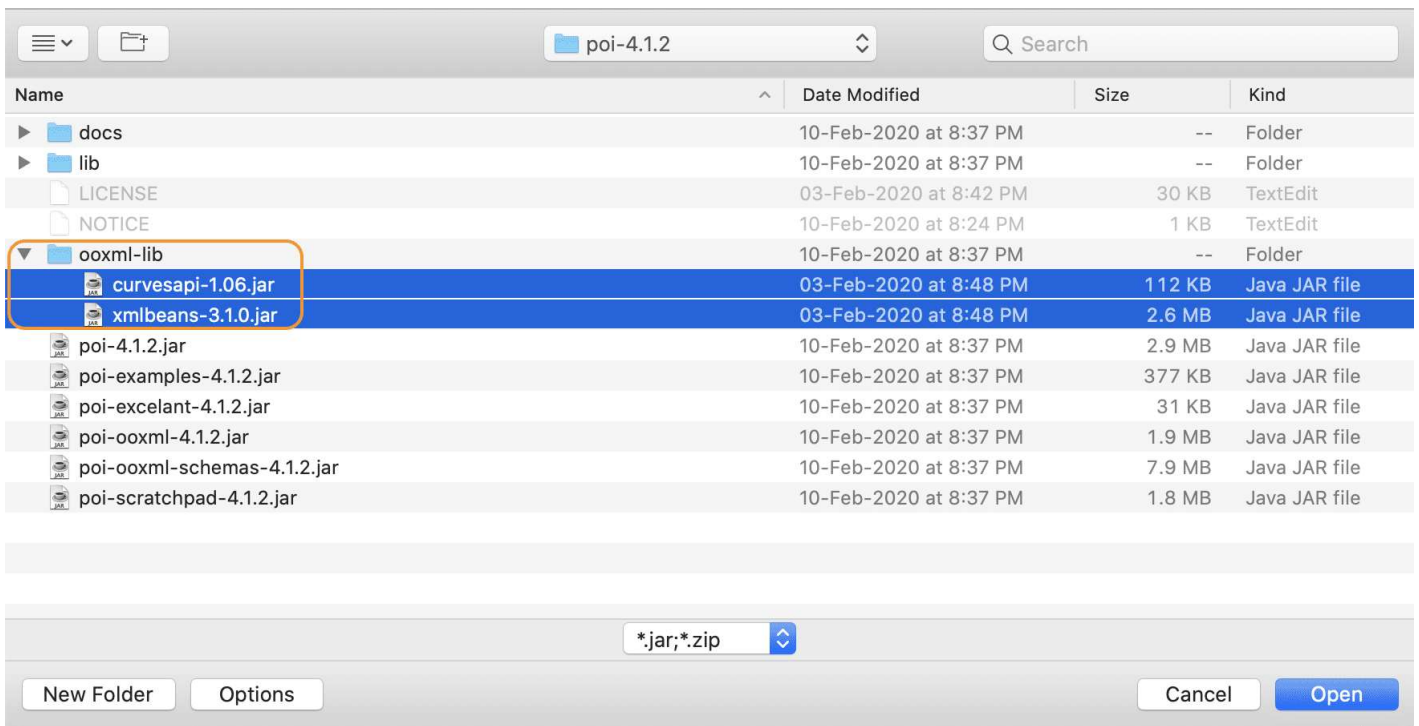 poi-4.1.2 Search
Name Date Modified Size Kind
docs 10-Feb-2020 at 8:37 PM -- Folder
lib 10-Feb-2020 at 8:37 PM -- Folder
LICENSE 03-Feb-2020 at 8:42 PM 30 KB TextEdit
NOTICE 10-Feb-2020 at 8:24 PM 1 KB TextEdit
ooxml-lib 10-Feb-2020 at 8:37 PM -- Folder
curvesapi-1.06.jar 03-Feb-2020 at 8:48 PM 112 KB Java JAR file
xmlbeans-3.1.0.jar 03-Feb-2020 at 8:48 PM 2.6 MB Java JAR file
poi-4.1.2.jar 10-Feb-2020 at 8:37 PM 2.9 MB Java JAR file
poi-examples-4.1.2.jar 10-Feb-2020 at 8:37 PM 377 KB Java JAR file
poi-excelant-4.1.2.jar 10-Feb-2020 at 8:37 PM 31 KB Java JAR file
poi-ooxml-4.1.2.jar 10-Feb-2020 at 8:37 PM 1.9 MB Java JAR file
poi-ooxml-schemas-4.1.2.jar 10-Feb-2020 at 8:37 PM 7.9 MB Java JAR file
poi-scratchpad-4.1.2.jar 10-Feb-2020 at 8:37 PM 1.8 MB Java JAR file
*.jar;*.zip
New Folder Options Cancel Open